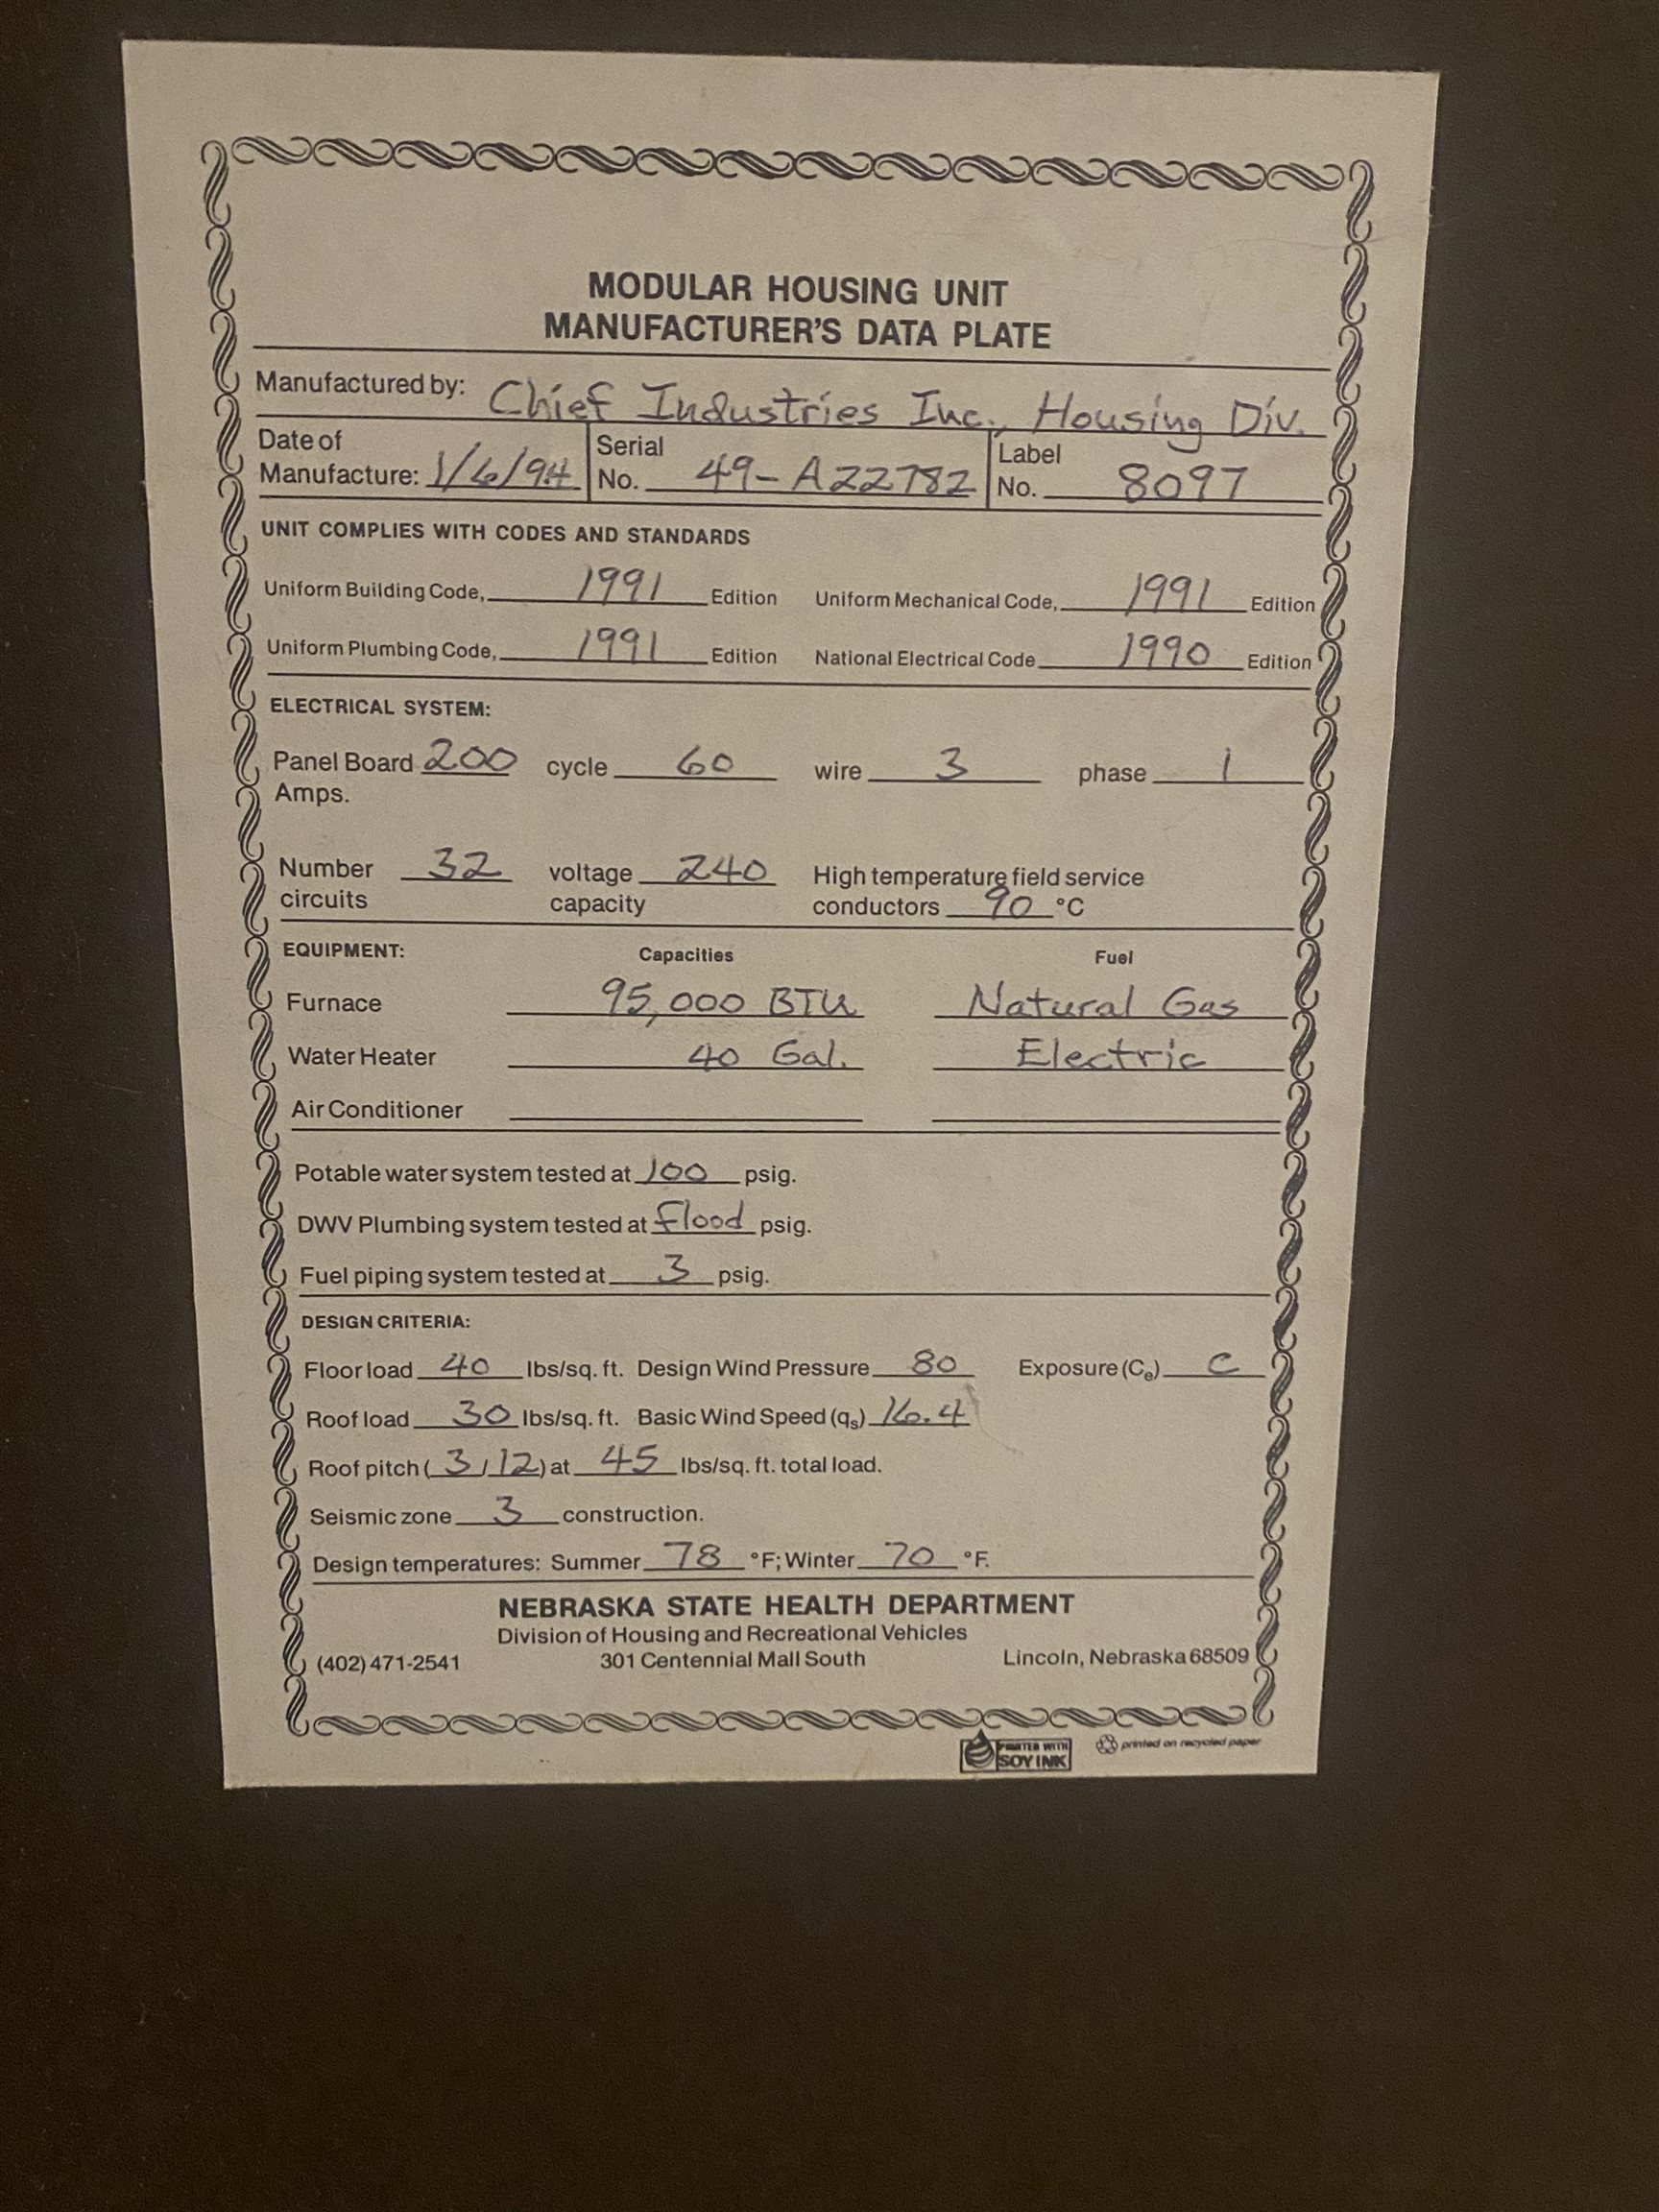 MODULAR HOUSING UNIT
MANUFACTURER'S DATA PLATE
Manufactured by: Chief Industries Inc., Housing Div.
Date of Manufacture: 1/6/94 Serial No. 49-A22782 Label No. 8097
UNIT COMPLIES WITH CODES AND STANDARDS
Uniform Building Code, 1991 Edition Uniform Mechanical Code, 1991 Edition
Uniform Plumbing Code, 1991 Edition National Electrical Code 1990 Edition
ELECTRICAL SYSTEM:
Panel Board 200 cycle 60 wire 3 phase 1
Amps.
Number 32 voltage 240 High temperature field service
circuits capacity conductors 90 °C
EQUIPMENT: Capacities Fuel
Furnace 95,000 BTU Natural Gas
Water Heater 40 Gal. Electric
Air Conditioner
Potable water system tested at 100 psig.
DWV Plumbing system tested at flood psig.
Fuel piping system tested at 3 psig.
DESIGN CRITERIA:
Floor load 40 lbs/sq. ft. Design Wind Pressure 80 Exposure (Ce) C
Roof load 30 lbs/sq. ft. Basic Wind Speed (qs) 16.4
Roof pitch (3/12) at 45 lbs/sq. ft. total load.
Seismic zone 3 construction.
Design temperatures: Summer 78 °F; Winter 70 °F.
NEBRASKA STATE HEALTH DEPARTMENT
Division of Housing and Recreational Vehicles
(402) 471-2541 301 Centennial Mall South Lincoln, Nebraska 68509
PRINTED WITH SOY INK printed on recycled paper